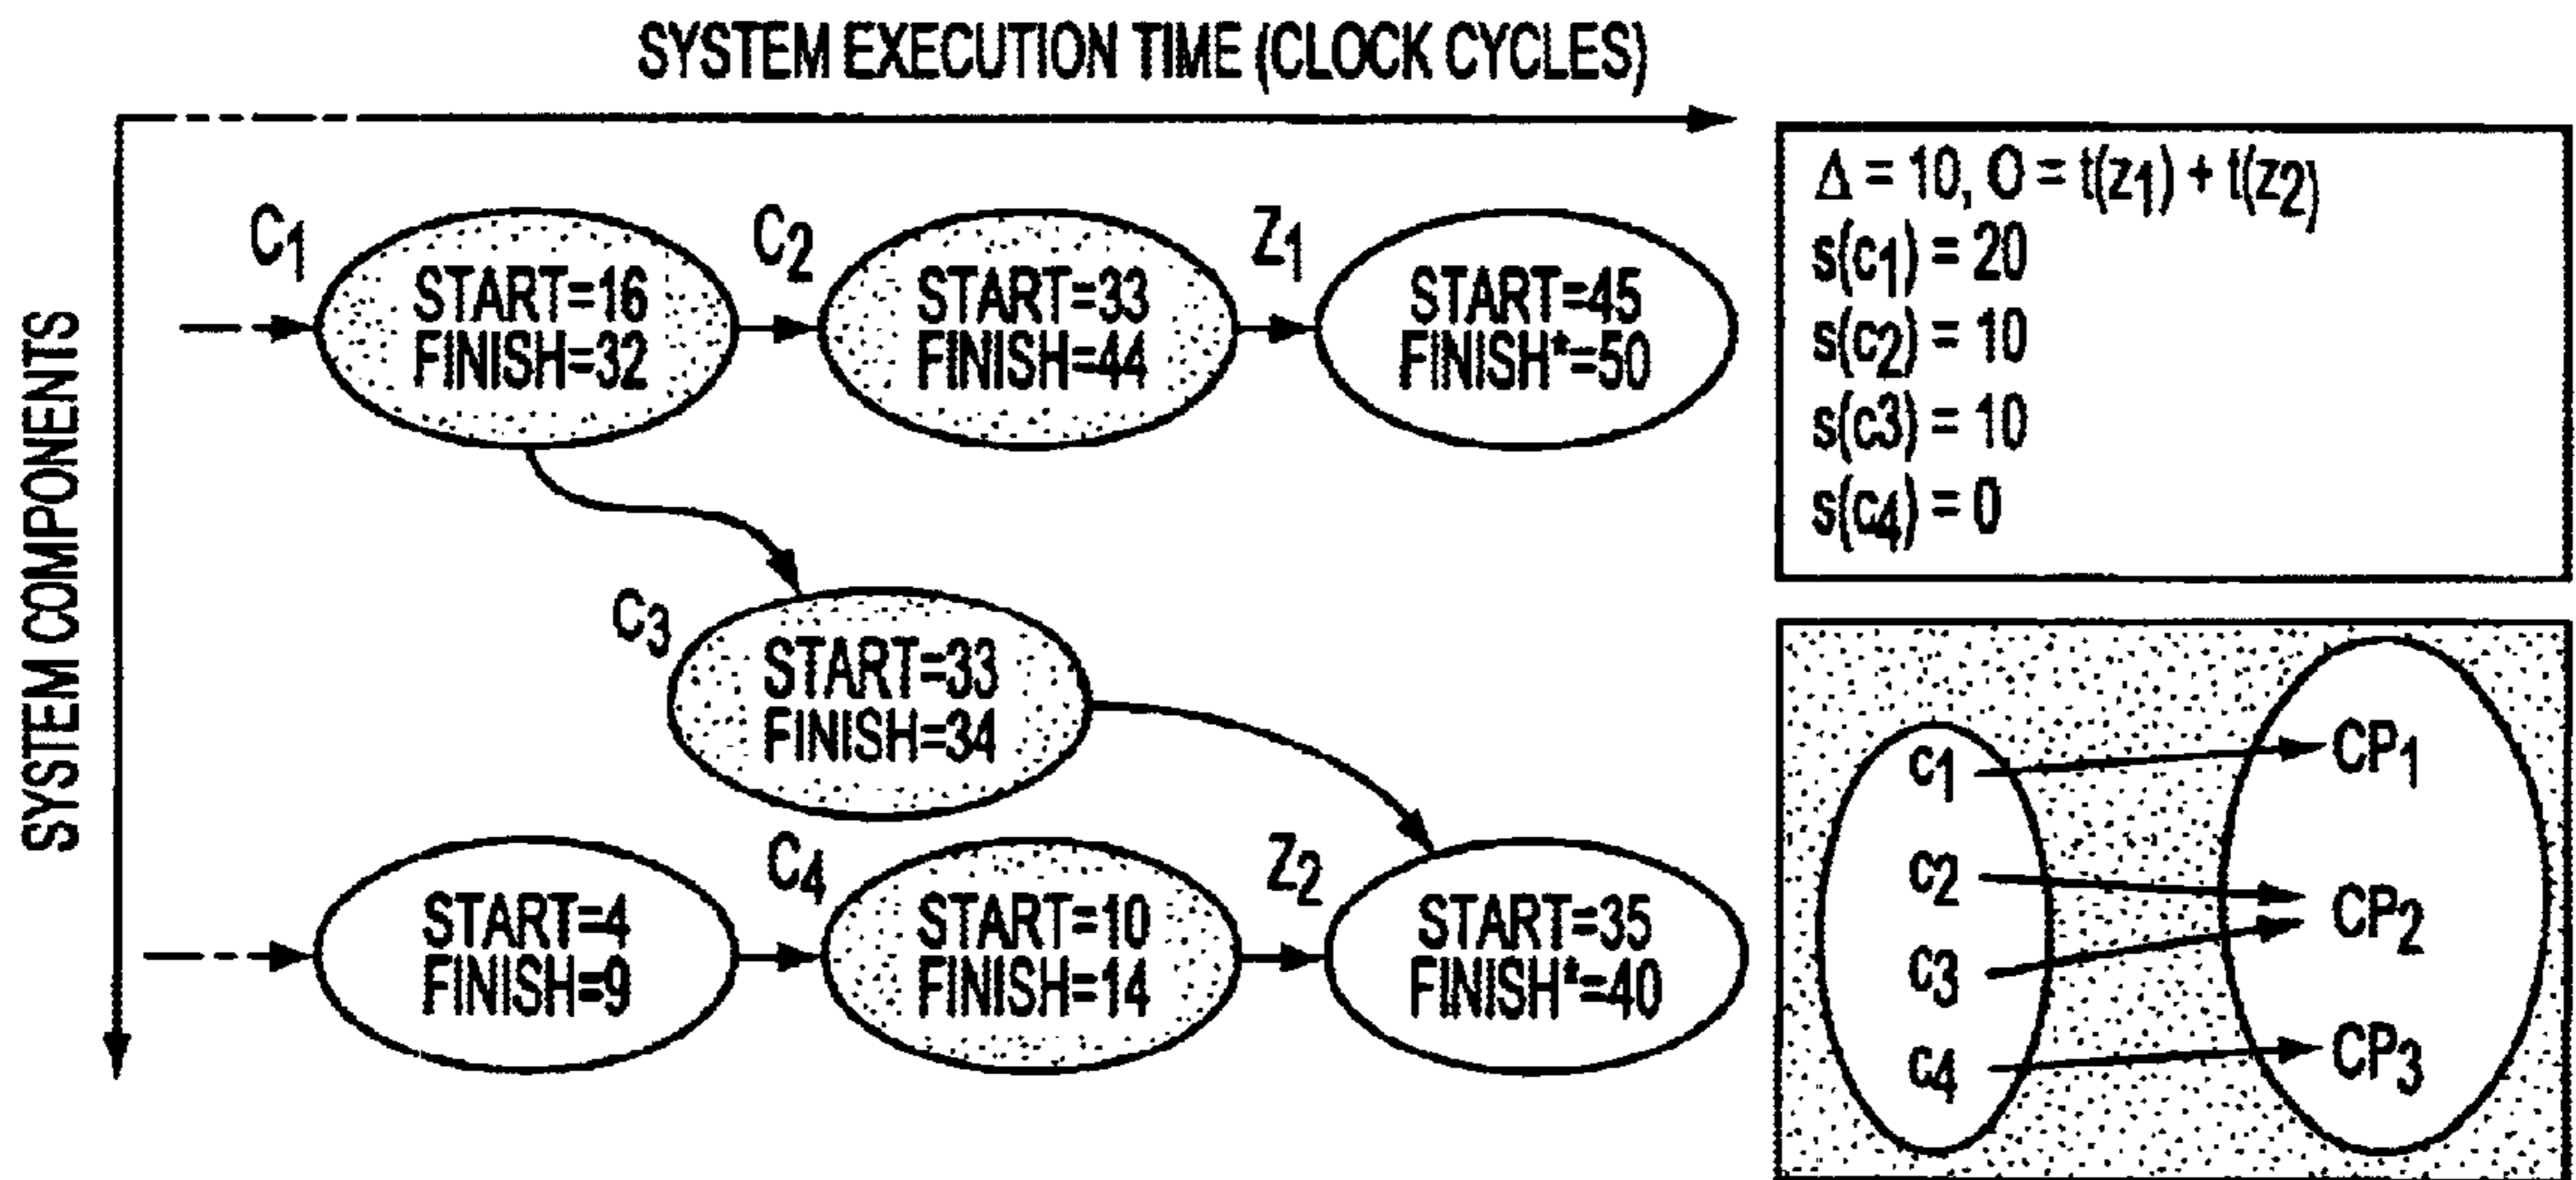 SYSTEM EXECUTION TIME (CLOCK CYCLES)
SYSTEM COMPONENTS
C1
START=16
FINISH=32
C2
START=33
FINISH=44
Z1
START=45
FINISH*=50
C3
START=33
FINISH=34
START=4
FINISH=9
C4
START=10
FINISH=14
Z2
START=35
FINISH*=40
Δ = 10, O = t(z1) + t(z2)
s(c1) = 20
s(c2) = 10
s(c3) = 10
s(c4) = 0
c1
c2
c3
c4
CP1
CP2
CP3